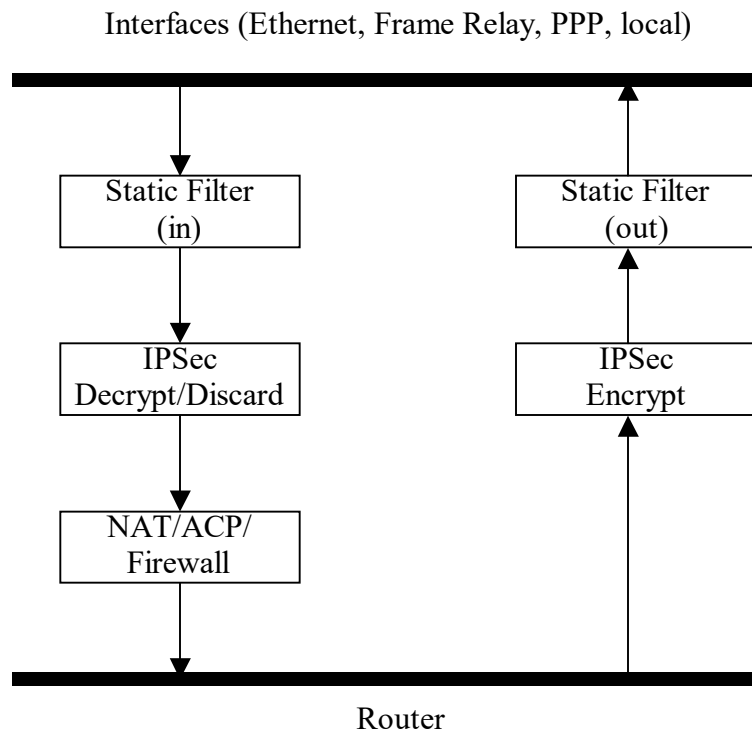 Interfaces (Ethernet, Frame Relay, PPP, local)
Static Filter
(in)
Static Filter
(out)
IPSec
Decrypt/Discard
IPSec
Encrypt
NAT/ACP/
Firewall
Router